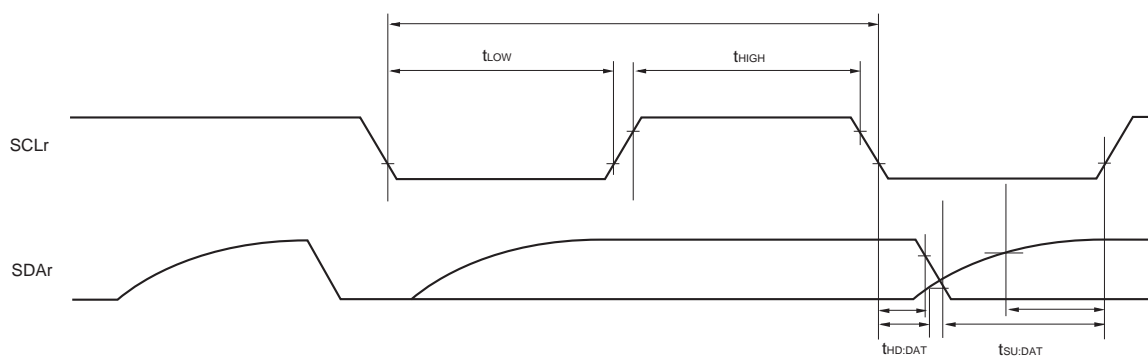 tLOW
tHIGH
SCLr
SDAr
tHD:DAT
tSU:DAT